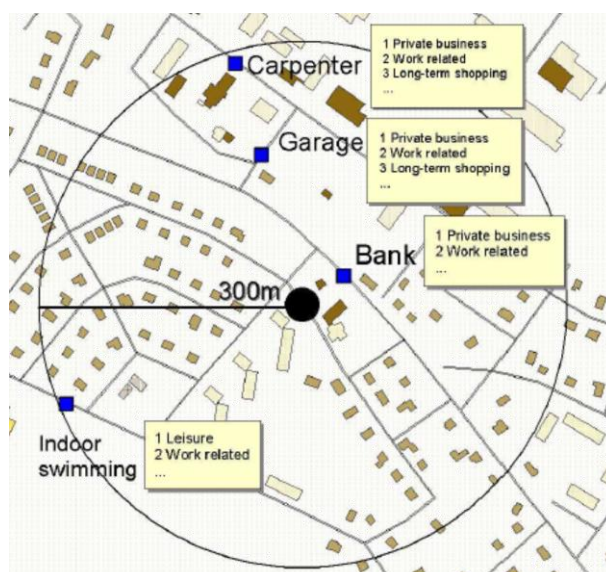 Carpenter
1 Private business
2 Work related
3 Long-term shopping
...
Garage
1 Private business
2 Work related
3 Long-term shopping
...
Bank
1 Private business
2 Work related
...
300m
Indoor
swimming
1 Leisure
2 Work related
...